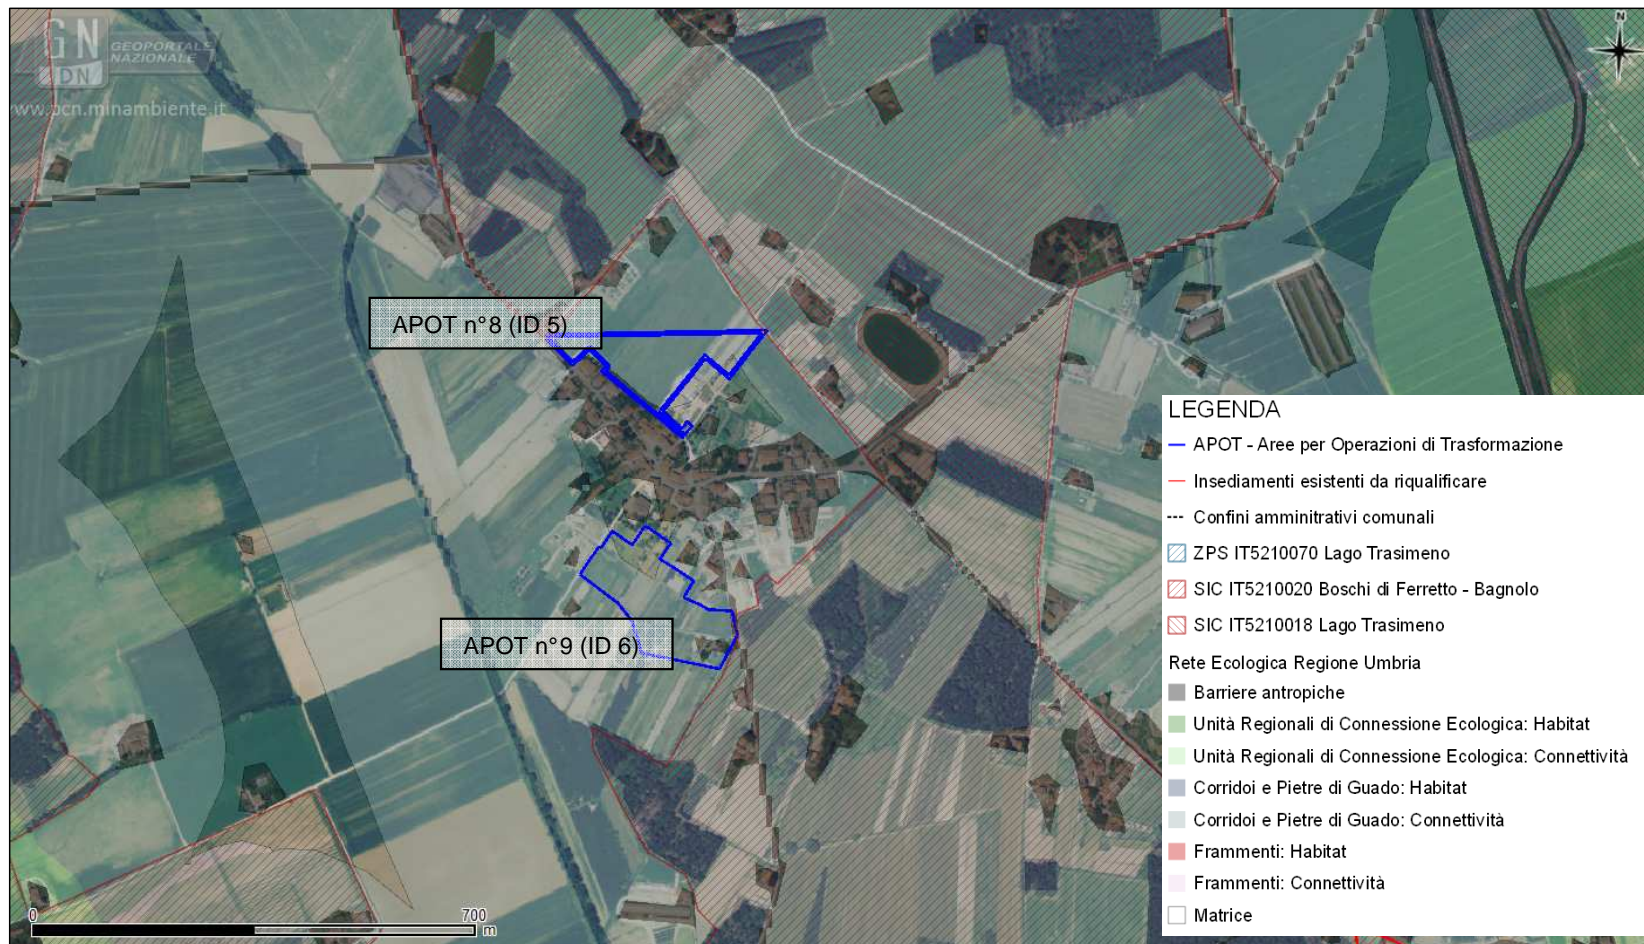 GN
DN
GEOPORTALE
NAZIONALE
www.pcn.minambiente.it
N
APOT n°8 (ID 5)
APOT n°9 (ID 6)
LEGENDA
APOT - Aree per Operazioni di Trasformazione
Insediamenti esistenti da riqualificare
Confini amminitrativi comunali
ZPS IT5210070 Lago Trasimeno
SIC IT5210020 Boschi di Ferretto - Bagnolo
SIC IT5210018 Lago Trasimeno
Rete Ecologica Regione Umbria
Barriere antropiche
Unità Regionali di Connessione Ecologica: Habitat
Unità Regionali di Connessione Ecologica: Connettività
Corridoi e Pietre di Guado: Habitat
Corridoi e Pietre di Guado: Connettività
Frammenti: Habitat
Frammenti: Connettività
Matrice
0 700
m